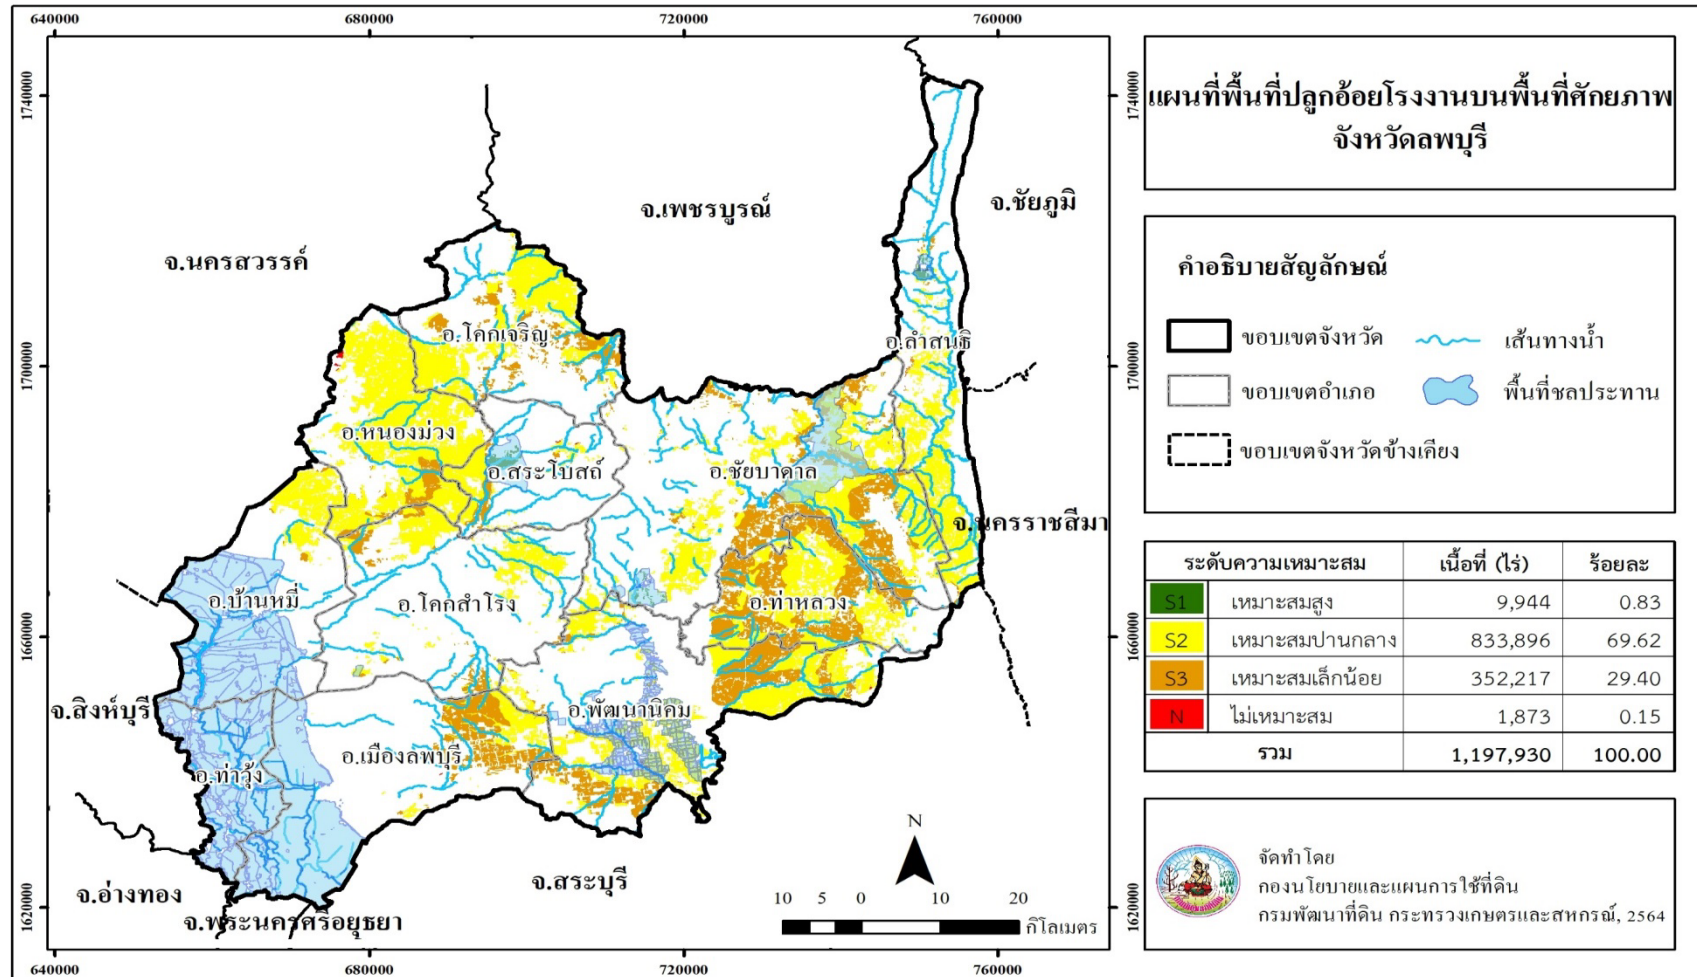 640000 680000 720000 760000
1740000
1700000
1660000
1620000
จ.นครสวรรค์
จ.เพชรบูรณ์
จ.ชัยภูมิ
อ.โคกเจริญ
อ.ลำสนธิ
อ.หนองม่วง
อ.สระโบสถ์
อ.ชัยบาดาล
จ.นครราชสีมา
อ.บ้านหมี่
อ.โคกสำโรง
อ.ท่าหลวง
จ.สิงห์บุรี
อ.พัฒนานิคม
อ.เมืองลพบุรี
อ.ท่าวุ้ง
จ.อ่างทอง
จ.สระบุรี
จ.พระนครศรีอยุธยา
N
10 5 0 10 20
กิโลเมตร
1740000
1700000
1660000
1620000
640000 680000 720000 760000
แผนที่พื้นที่ปลูกอ้อยโรงงานบนพื้นที่ศักยภาพ
จังหวัดลพบุรี
คำอธิบายสัญลักษณ์
ขอบเขตจังหวัด เส้นทางน้ำ
ขอบเขตอำเภอ พื้นที่ชลประทาน
ขอบเขตจังหวัดข้างเคียง
ระดับความเหมาะสม เนื้อที่ (ไร่) ร้อยละ
S1 เหมาะสมสูง 9,944 0.83
S2 เหมาะสมปานกลาง 833,896 69.62
S3 เหมาะสมเล็กน้อย 352,217 29.40
N ไม่เหมาะสม 1,873 0.15
รวม 1,197,930 100.00
จัดทำโดย
กองนโยบายและแผนการใช้ที่ดิน
กรมพัฒนาที่ดิน กระทรวงเกษตรและสหกรณ์, 2564